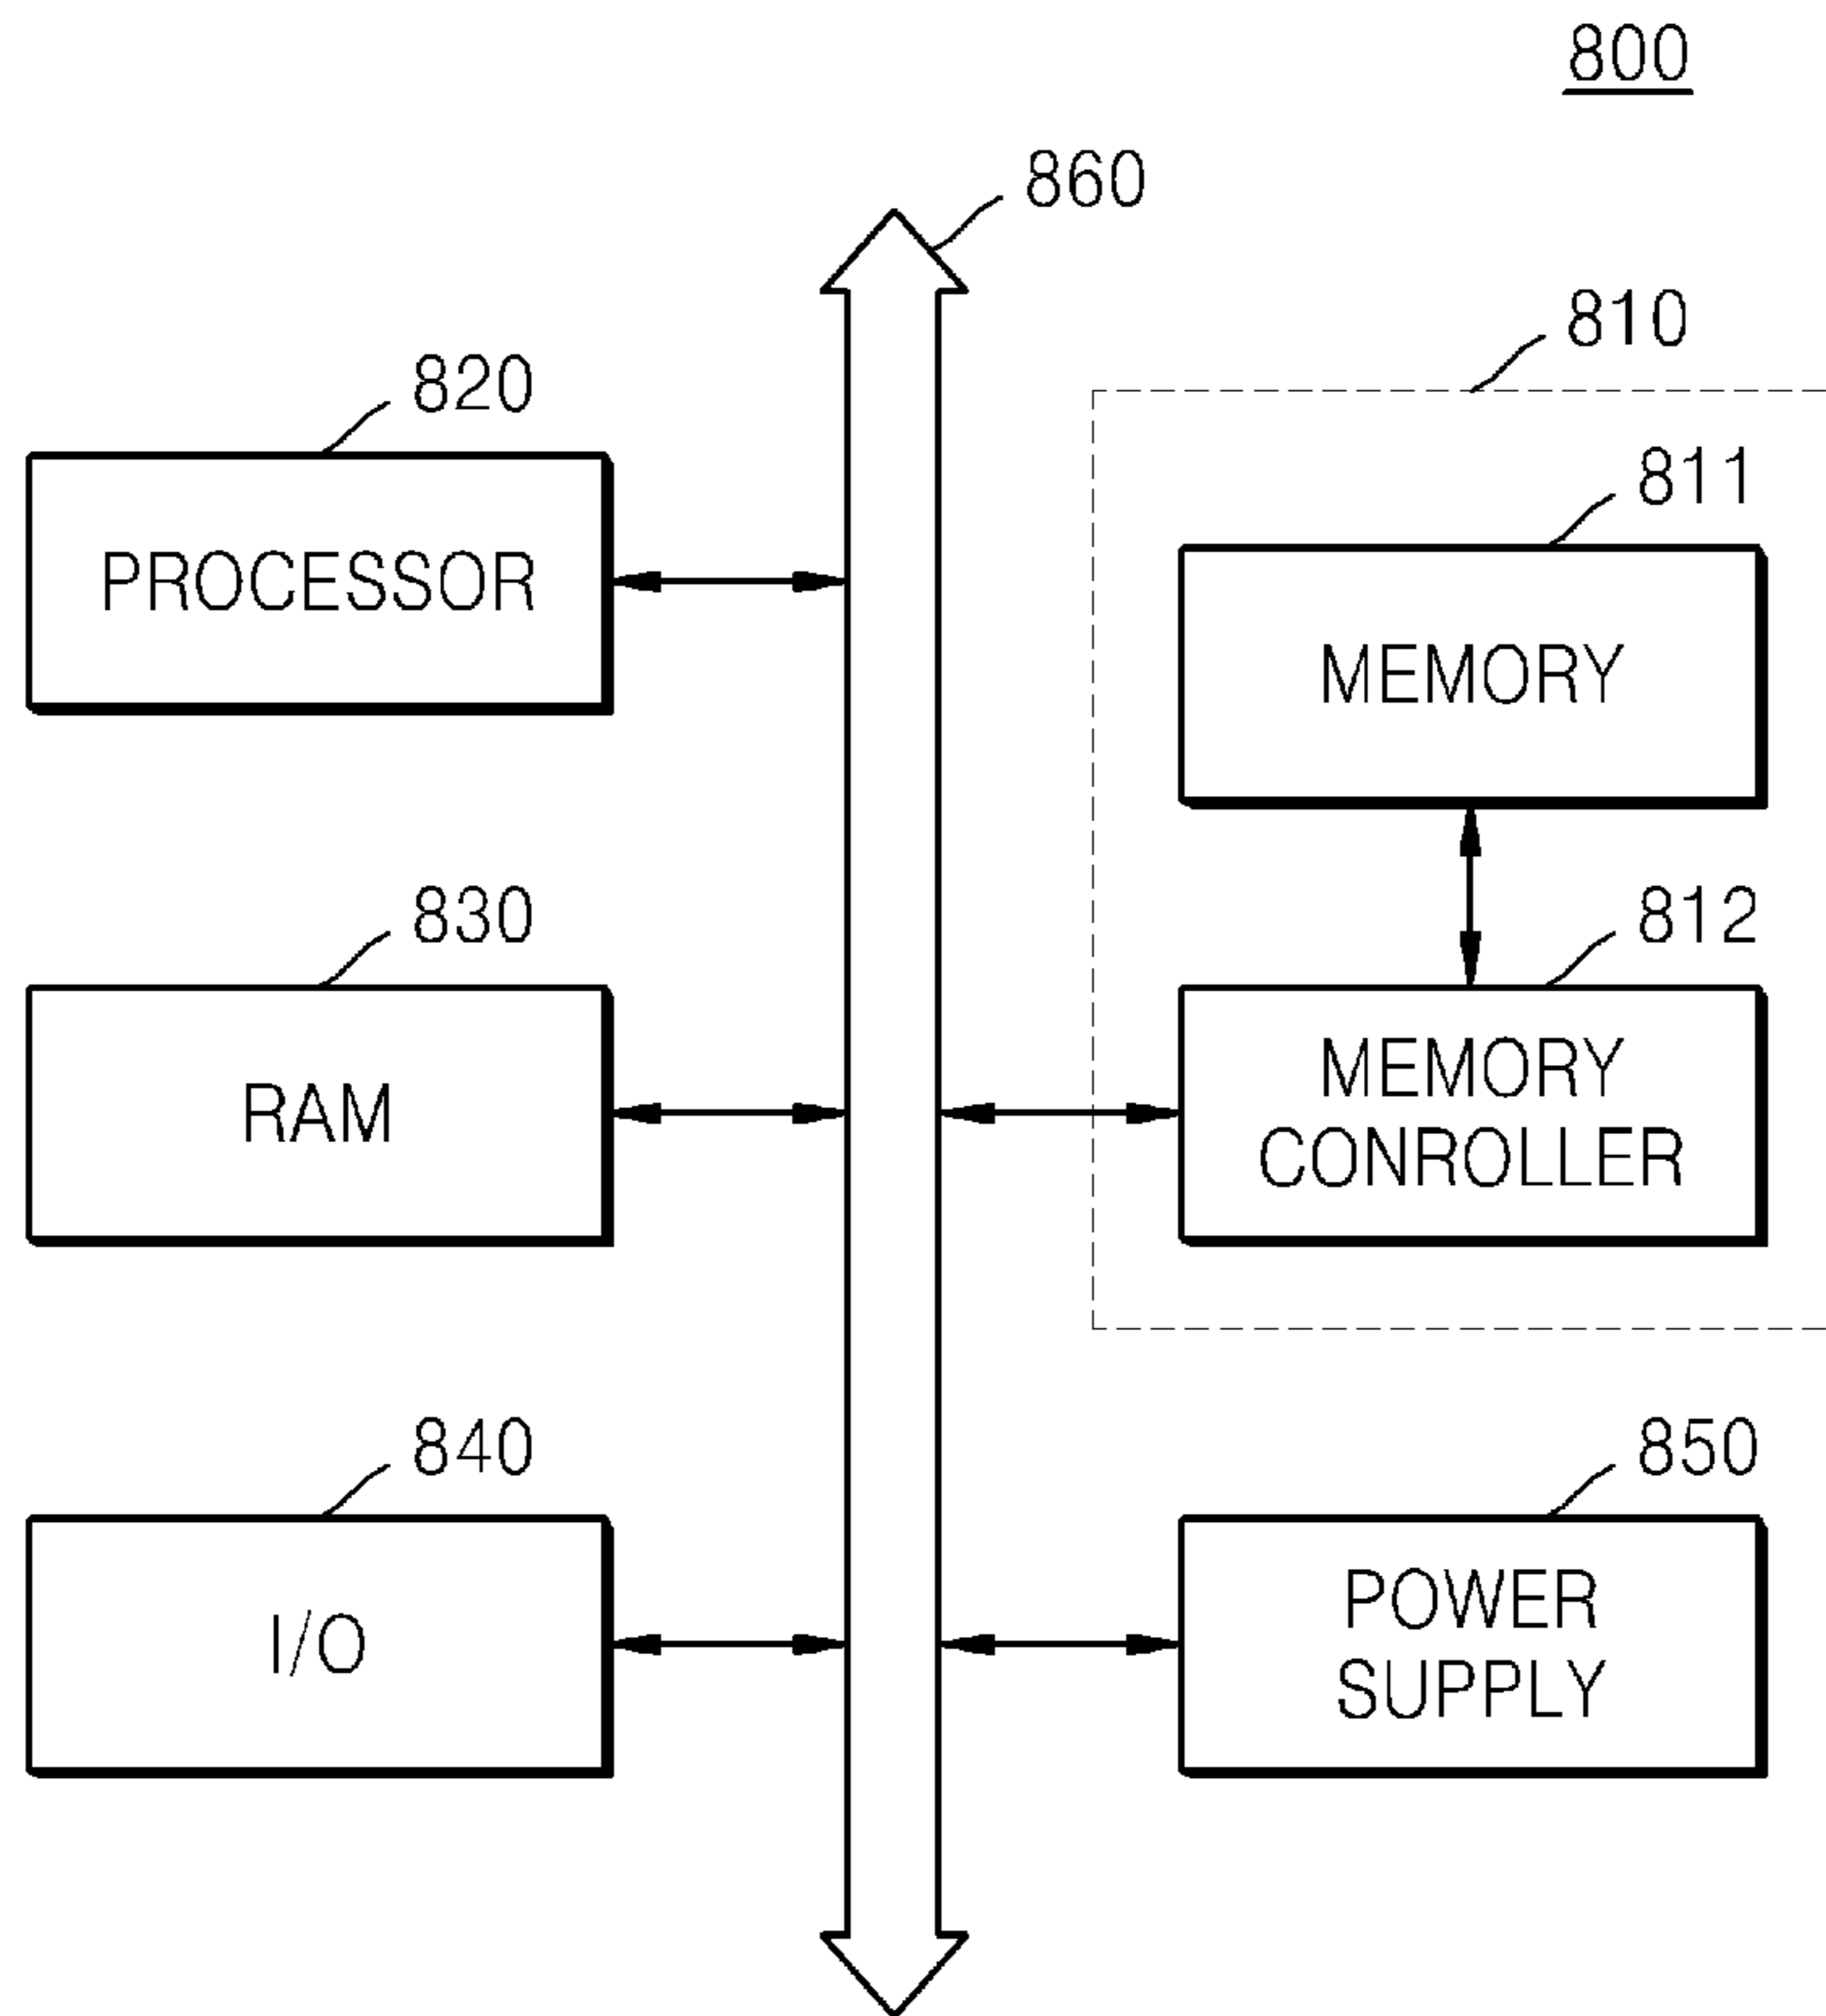 800
860
810
820
PROCESSOR
811
MEMORY
830
RAM
812
MEMORY
CONROLLER
840
I/O
850
POWER
SUPPLY